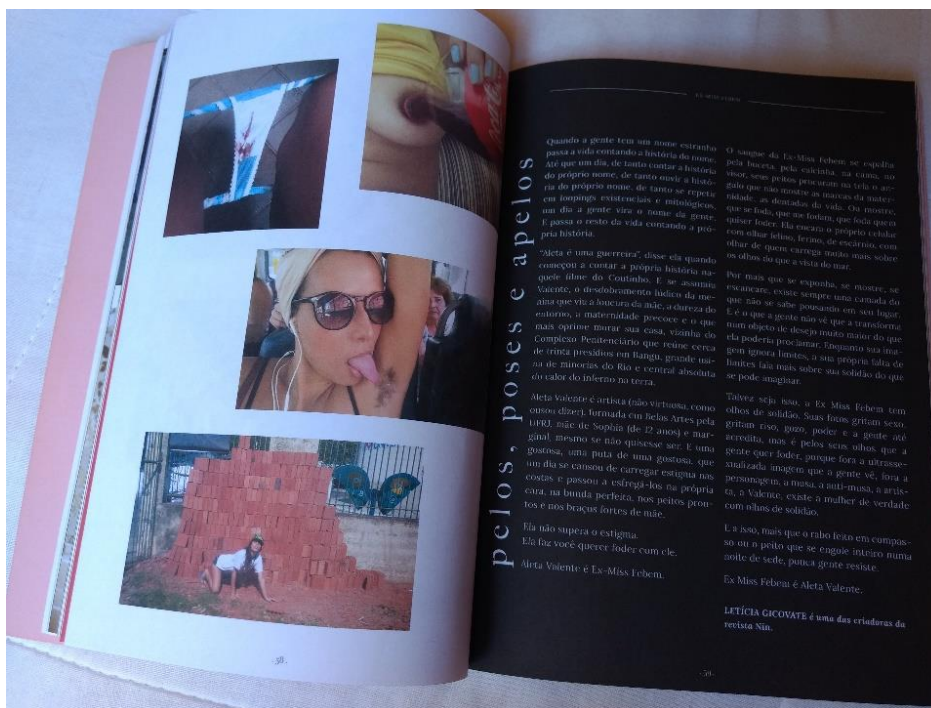 EX-MISS FEBEM
pelos, poses e apelos
Quando a gente tem um nome estranho
passa a vida contando a história do nome.
Até que um dia, de tanto contar a história
do próprio nome, de tanto ouvir a histó-
ria do próprio nome, de tanto se repetir
em loopings existenciais e mitológicos,
um dia a gente vira o nome da gente.
E passa o resto da vida contando a pró-
pria história.
"Aleta é uma guerreira", disse ela quando
começou a contar a própria história na-
quele filme do Coutinho. E se assumiu
Valente, o desdobramento lúdico da me-
nina que viu a loucura da mãe, a dureza do
entorno, a maternidade precoce e o que
mais oprime morar sua casa, vizinha do
Complexo Penitenciário que reúne cerca
de trinta presídios em Bangu, grande usi-
na de minorias do Rio e central absoluta
do calor do inferno na terra.
Aleta Valente é artista (não virtuosa, como
ousou dizer), formada em Belas Artes pela
UFRJ, mãe de Sophia (de 12 anos) e mar-
ginal, mesmo se não quisesse ser. É uma
gostosa, uma puta de uma gostosa, que
um dia se cansou de carregar estigma nas
costas e passou a esfregá-los na própria
cara, na bunda perfeita, nos peitos pron-
tos e nos braços fortes de mãe.
Ela não supera o estigma.
Ela faz você querer foder com ele.
Aleta Valente é Ex-Miss Febem.
O sangue da Ex-Miss Febem se espalha
pela buceta, pela calcinha, na cama, no
visor, seus peitos procuram na tela o ân-
gulo que não mostre as marcas da mater-
nidade, as dentadas da vida. Ou mostre,
que se foda, que me fodam, que foda quem
quiser foder. Ela encara o próprio celular
com olhar felino, ferino, de escárnio, com
olhar de quem carrega muito mais sobre
os olhos do que a vista do mar.
Por mais que se exponha, se mostre, se
escancare, existe sempre uma camada do
que não se sabe pousando em seu lugar.
E é o que a gente não vê que a transforma
num objeto de desejo muito maior do que
ela poderia proclamar. Enquanto sua ima-
gem ignora limites, a sua própria falta de
limites fala mais sobre sua solidão do que
se pode imaginar.
Talvez seja isso, a Ex Miss Febem tem
olhos de solidão. Suas fotos gritam sexo,
gritam riso, gozo, poder e a gente até
acredita, mas é pelos seus olhos que a
gente quer foder, porque fora a ultrasse-
xualizada imagem que a gente vê, fora a
personagem, a musa, a anti-musa, a artis-
ta, a Valente, existe a mulher de verdade
com olhos de solidão.
E a isso, mais que o rabo feito em compas-
so ou o peito que se engole inteiro numa
noite de sede, nunca gente resiste.
Ex Miss Febem é Aleta Valente.
LETÍCIA GICOVATE é uma das criadoras da
revista Nin.
- 58 -
- 59 -